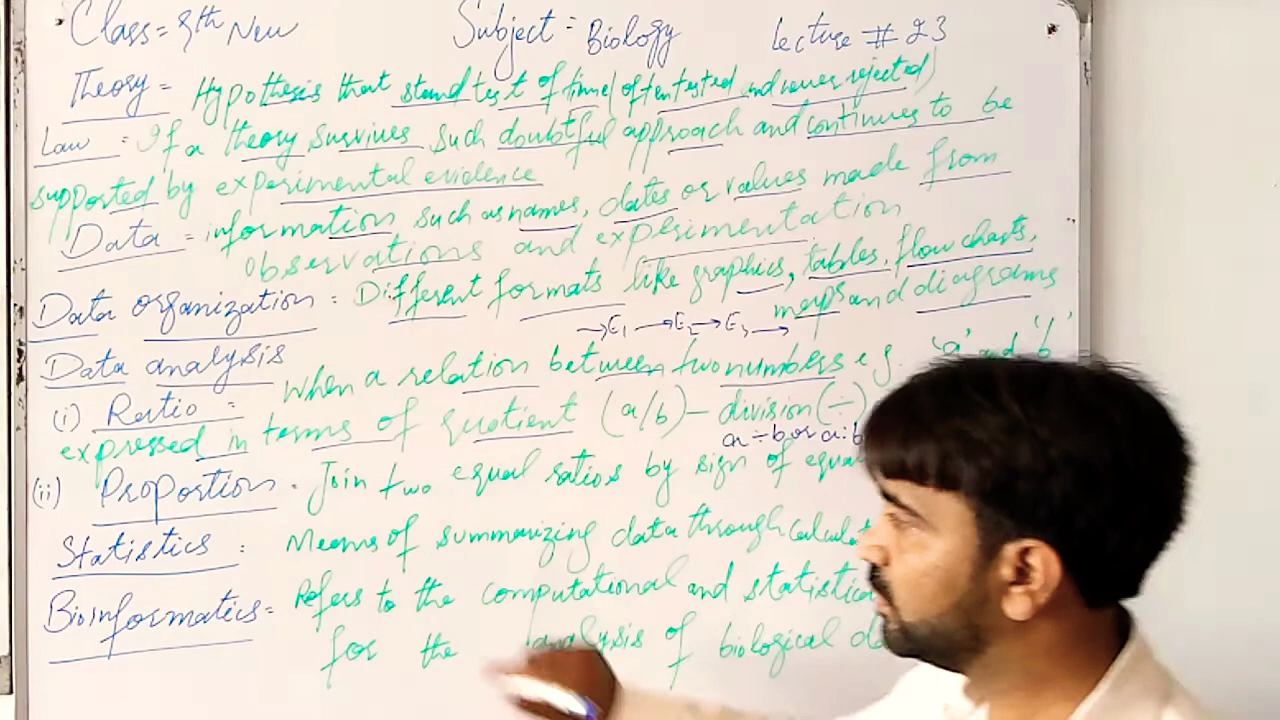 Class = 9th New Subject = Biology Lecture # 23
Theory = Hypothesis that stand test of time (often tested and never rejected)
Law = If a theory survives such doubtful approach and continues to be
supported by experimental evidence
Data = information such as names, dates or values made from
observations and experimentation
Data organization = Different formats like graphics, tables, flow charts,
maps and diagrams
→E1 →E2→E3→
Data analysis
(i) Ratio = When a relation between two numbers e.g. 'a' and 'b'
expressed in terms of quotient (a/b) – division (÷)
a÷b or a:b
(ii) Proportion. Join two equal ratios by sign of
Statistics : Means of summarizing data through
Bioinformatics = Refers to the computational and
for the analysis of biological